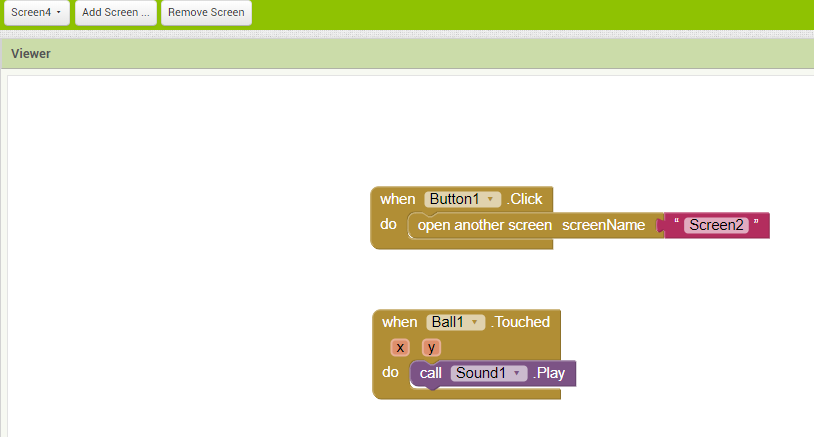 Screen4 Add Screen ... Remove Screen
Viewer
when Button1 .Click
do open another screen screenName " Screen2 "
when Ball1 .Touched
x y
do call Sound1 .Play